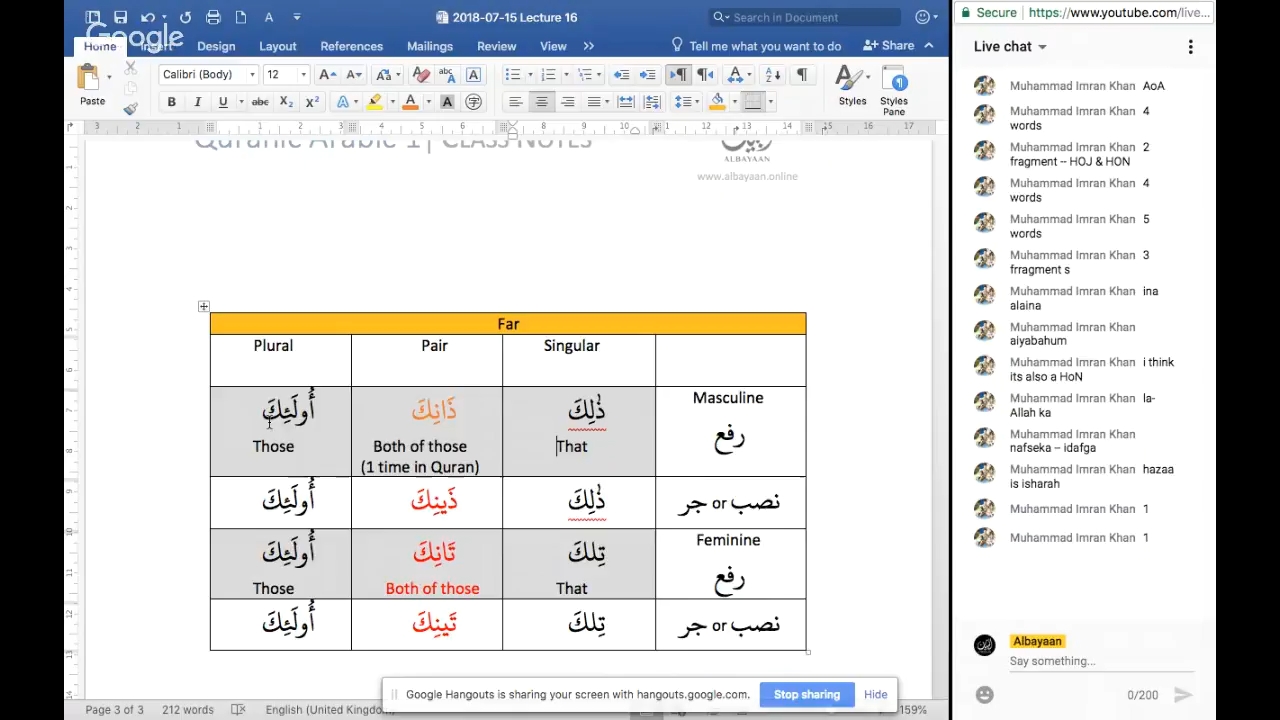 2018-07-15 Lecture 16
Search in Document
Google
Home Insert Design Layout References Mailings Review View Tell me what you want to do Share
Paste
Calibri (Body) 12
Styles
Styles Pane
Quranic Arabic 1 | CLASS NOTES
ALBAYAAN
www.albayaan.online
Far
Plural Pair Singular
أُولَئِكَ ذَانِكَ ذَٰلِكَ Masculine
Those Both of those That رفع
(1 time in Quran)
أُولَئِكَ ذَينِكَ ذَٰلِكَ نصب or جر
أُولَئِكَ تَانِكَ تِلكَ Feminine
Those Both of those That رفع
أُولَئِكَ تَينِكَ تِلكَ نصب or جر
Google Hangouts is sharing your screen with hangouts.google.com. Stop sharing Hide
Page 3 of 3 212 words English (United Kingdom) 159%
Secure https://www.youtube.com/live...
Live chat
Muhammad Imran Khan AoA
Muhammad Imran Khan 4
words
Muhammad Imran Khan 2
fragment -- HOJ & HON
Muhammad Imran Khan 4
words
Muhammad Imran Khan 5
words
Muhammad Imran Khan 3
frragment s
Muhammad Imran Khan ina
alaina
Muhammad Imran Khan
aiyabahum
Muhammad Imran Khan i think
its also a HoN
Muhammad Imran Khan la-
Allah ka
Muhammad Imran Khan
nafseka – idafga
Muhammad Imran Khan hazaa
is isharah
Muhammad Imran Khan 1
Muhammad Imran Khan 1
Albayaan
Say something...
0/200